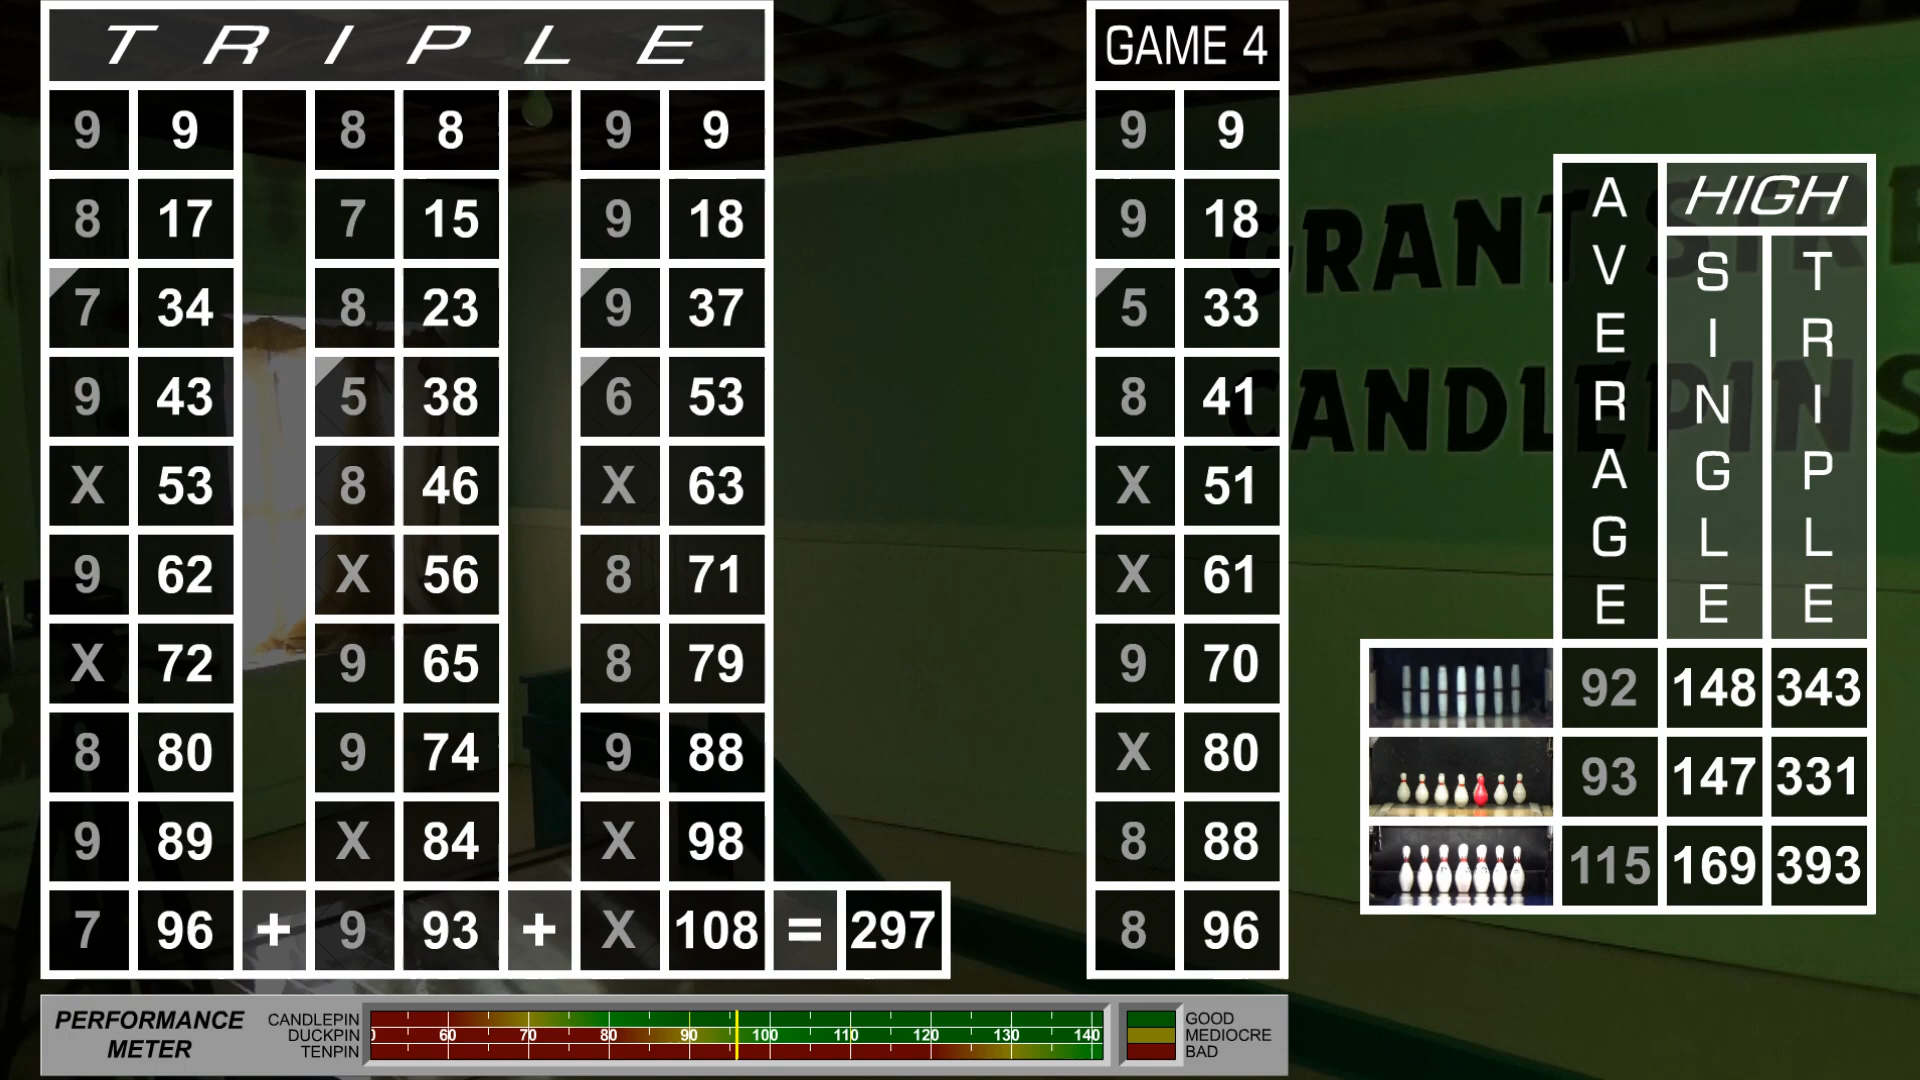 TRIPLE GAME 4
9 9 8 8 9 9 9 9
8 17 7 15 9 18 9 18
7 34 8 23 9 37 5 33
9 43 5 38 6 53 8 41
X 53 8 46 X 63 X 51
9 62 X 56 8 71 X 61
X 72 9 65 8 79 9 70
8 80 9 74 9 88 X 80
9 89 X 84 X 98 8 88
7 96 + 9 93 + X 108 = 297 8 96
AVERAGE
HIGH
SINGLE
TRIPLE
92 148 343
93 147 331
115 169 393
GRANT
CANDLEPINS
PERFORMANCE
METER
CANDLEPIN
DUCKPIN
TENPIN
60 70 80 90 100 110 120 130 140
GOOD
MEDIOCRE
BAD